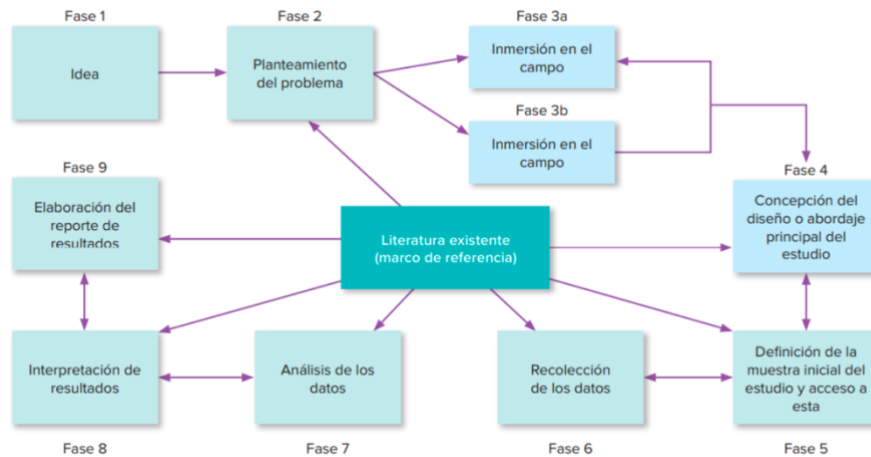 Fase 1
Fase 2
Fase 3a
Idea
Planteamiento
del problema
Inmersión en el
campo
Fase 3b
Inmersión en el
campo
Fase 4
Concepción del
diseño o abordaje
principal del
estudio
Fase 9
Elaboración del
reporte de
resultados
Literatura existente
(marco de referencia)
Interpretación de
resultados
Análisis de los
datos
Recolección
de los datos
Definición de la
muestra inicial del
estudio y acceso a
esta
Fase 8
Fase 7
Fase 6
Fase 5